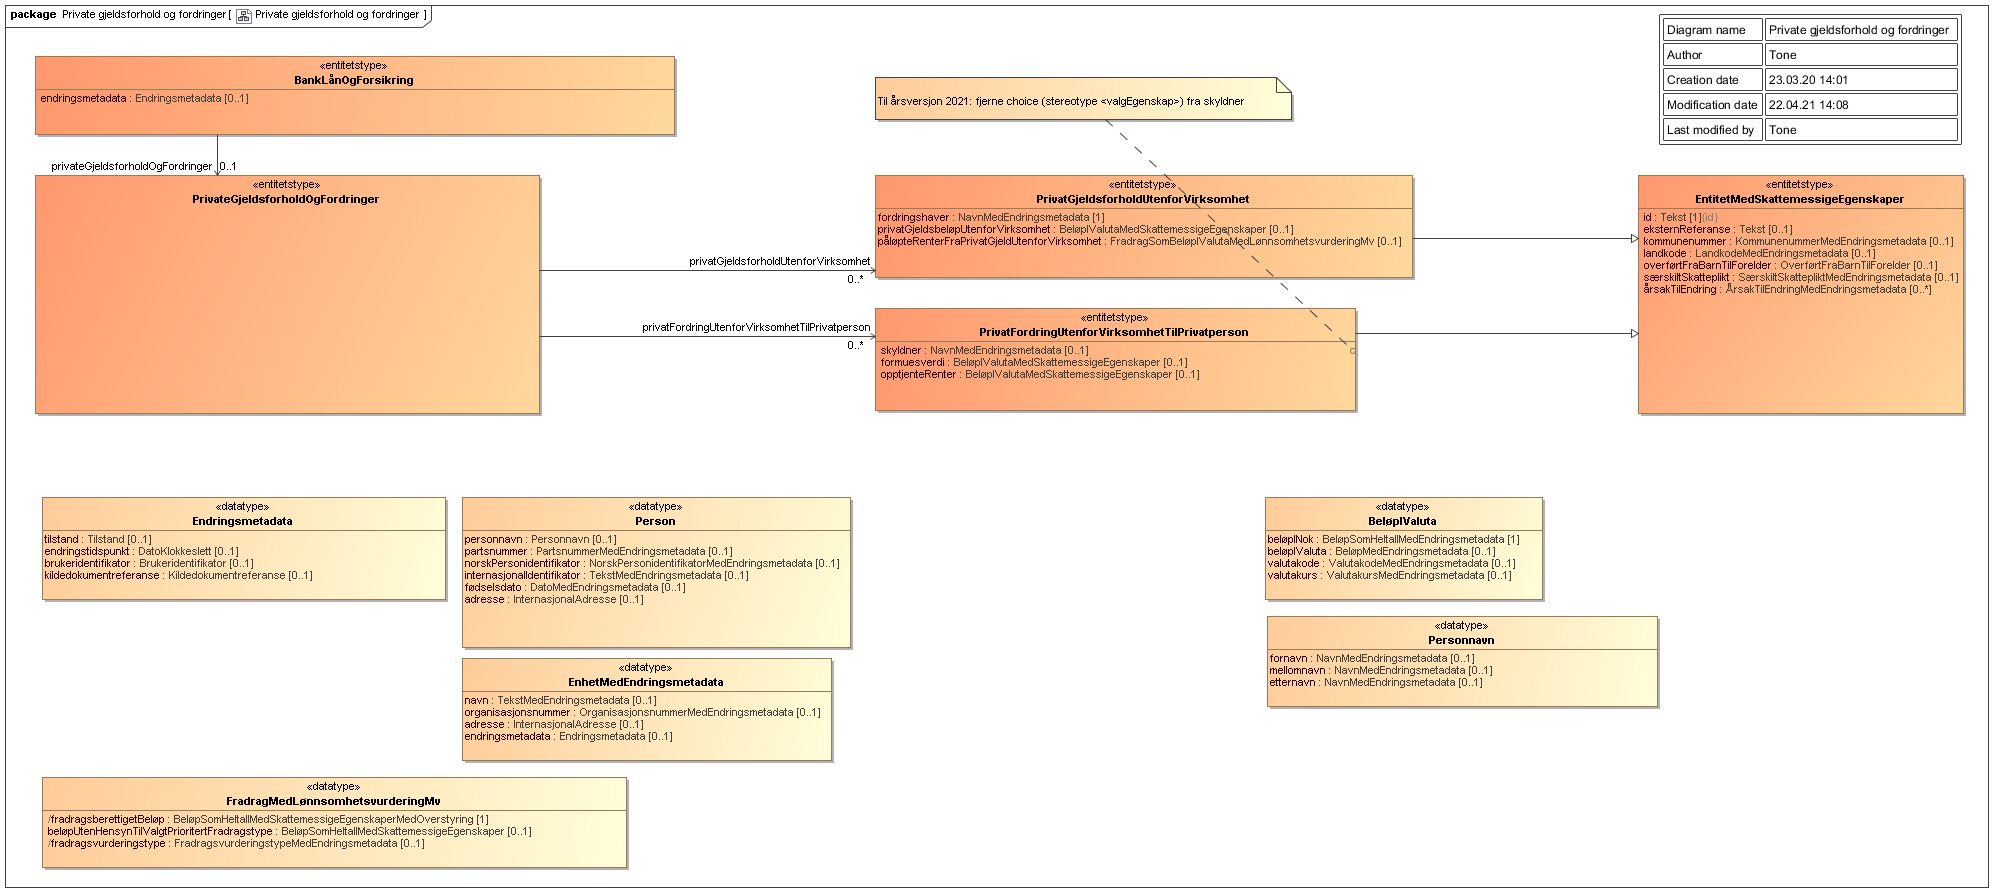 package Private gjeldsforhold og fordringer [ Private gjeldsforhold og fordringer ]
Diagram name Private gjeldsforhold og fordringer
Author Tone
Creation date 23.03.20 14:01
Modification date 22.04.21 14:08
Last modified by Tone
«entitetstype»
BankLånOgForsikring
endringsmetadata : Endringsmetadata [0..1]
privateGjeldsforholdOgFordringer 0..1
Til årsversjon 2021: fjerne choice (stereotype <valgEgenskap>) fra skyldner
«entitetstype»
PrivateGjeldsforholdOgFordringer
privatGjeldsforholdUtenforVirksomhet
0..*
privatFordringUtenforVirksomhetTilPrivatperson
0..*
«entitetstype»
PrivatGjeldsforholdUtenforVirksomhet
fordringshaver : NavnMedEndringsmetadata [1]
privatGjeldsbeløpUtenforVirksomhet : BeløpIValutaMedSkattemessigeEgenskaper [0..1]
påløpteRenterFraPrivatGjeldUtenforVirksomhet : FradragSomBeløpIValutaMedLønnsomhetsvurderingMv [0..1]
«entitetstype»
PrivatFordringUtenforVirksomhetTilPrivatperson
skyldner : NavnMedEndringsmetadata [0..1]
formuesverdi : BeløpIValutaMedSkattemessigeEgenskaper [0..1]
opptjenteRenter : BeløpIValutaMedSkattemessigeEgenskaper [0..1]
«entitetstype»
EntitetMedSkattemessigeEgenskaper
id : Tekst [1]{id}
eksternReferanse : Tekst [0..1]
kommunenummer : KommunenummerMedEndringsmetadata [0..1]
landkode : LandkodeMedEndringsmetadata [0..1]
overførtFraBarnTilForelder : OverførtFraBarnTilForelder [0..1]
særskiltSkatteplikt : SærskiltSkattepliktMedEndringsmetadata [0..1]
årsakTilEndring : ÅrsakTilEndringMedEndringsmetadata [0..*]
«datatype»
Endringsmetadata
tilstand : Tilstand [0..1]
endringstidspunkt : DatoKlokkeslett [0..1]
brukeridentifikator : Brukeridentifikator [0..1]
kildedokumentreferanse : Kildedokumentreferanse [0..1]
«datatype»
Person
personnavn : Personnavn [0..1]
partsnummer : PartsnummerMedEndringsmetadata [0..1]
norskPersonidentifikator : NorskPersonidentifikatorMedEndringsmetadata [0..1]
internasjonalIdentifikator : TekstMedEndringsmetadata [0..1]
fødselsdato : DatoMedEndringsmetadata [0..1]
adresse : InternasjonalAdresse [0..1]
«datatype»
BeløpIValuta
beløpINok : BeløpSomHeltallMedEndringsmetadata [1]
beløpIValuta : BeløpMedEndringsmetadata [0..1]
valutakode : ValutakodeMedEndringsmetadata [0..1]
valutakurs : ValutakursMedEndringsmetadata [0..1]
«datatype»
Personnavn
fornavn : NavnMedEndringsmetadata [0..1]
mellomnavn : NavnMedEndringsmetadata [0..1]
etternavn : NavnMedEndringsmetadata [0..1]
«datatype»
EnhetMedEndringsmetadata
navn : TekstMedEndringsmetadata [0..1]
organisasjonsnummer : OrganisasjonsnummerMedEndringsmetadata [0..1]
adresse : InternasjonalAdresse [0..1]
endringsmetadata : Endringsmetadata [0..1]
«datatype»
FradragMedLønnsomhetsvurderingMv
/fradragsberettigetBeløp : BeløpSomHeltallMedSkattemessigeEgenskaperMedOverstyring [1]
beløpUtenHensynTilValgtPrioritertFradragstype : BeløpSomHeltallMedSkattemessigeEgenskaper [0..1]
/fradragsvurderingstype : FradragsvurderingstypeMedEndringsmetadata [0..1]